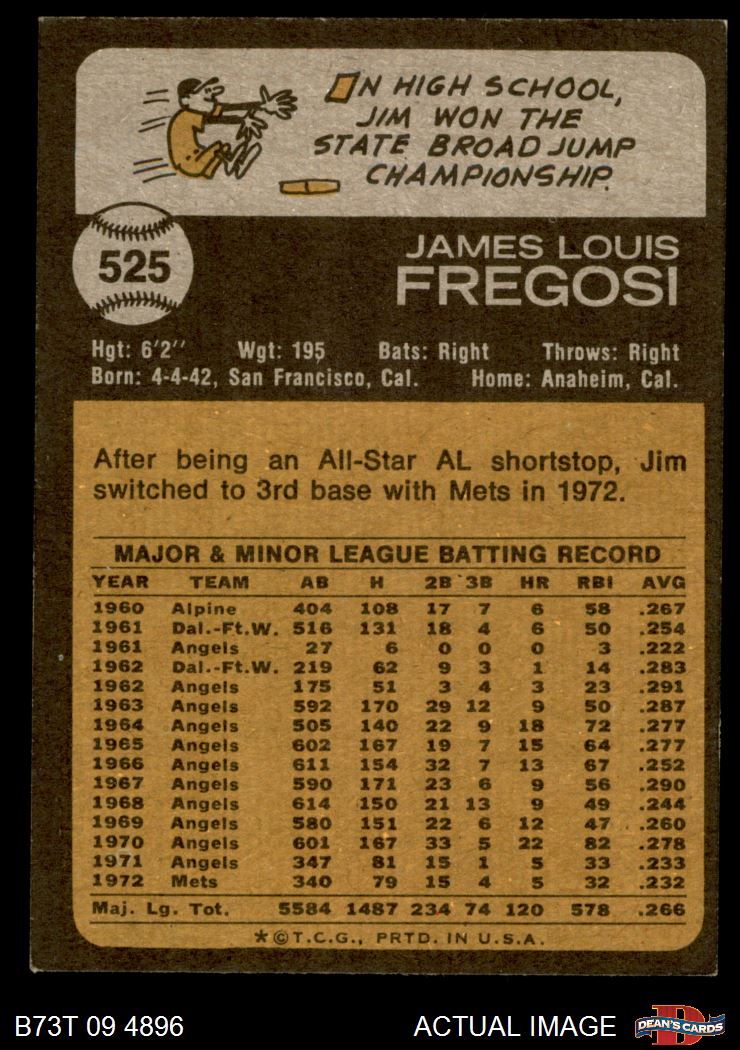 IN HIGH SCHOOL,
JIM WON THE
STATE BROAD JUMP
CHAMPIONSHIP.
525
JAMES LOUIS
FREGOSI
Hgt: 6'2" Wgt: 195 Bats: Right Throws: Right
Born: 4-4-42, San Francisco, Cal. Home: Anaheim, Cal.
After being an All-Star AL shortstop, Jim
switched to 3rd base with Mets in 1972.
MAJOR & MINOR LEAGUE BATTING RECORD
YEAR TEAM AB H 2B 3B HR RBI AVG
1960 Alpine 404 108 17 7 6 58 .267
1961 Dal.-Ft.W. 516 131 18 4 6 50 .254
1961 Angels 27 6 0 0 0 3 .222
1962 Dal.-Ft.W. 219 62 9 3 1 14 .283
1962 Angels 175 51 3 4 3 23 .291
1963 Angels 592 170 29 12 9 50 .287
1964 Angels 505 140 22 9 18 72 .277
1965 Angels 602 167 19 7 15 64 .277
1966 Angels 611 154 32 7 13 67 .252
1967 Angels 590 171 23 6 9 56 .290
1968 Angels 614 150 21 13 9 49 .244
1969 Angels 580 151 22 6 12 47 .260
1970 Angels 601 167 33 5 22 82 .278
1971 Angels 347 81 15 1 5 33 .233
1972 Mets 340 79 15 4 5 32 .232
Maj. Lg. Tot. 5584 1487 234 74 120 578 .266
*©T.C.G., PRTD. IN U.S.A.
B73T 09 4896 ACTUAL IMAGE D DEAN'S CARDS